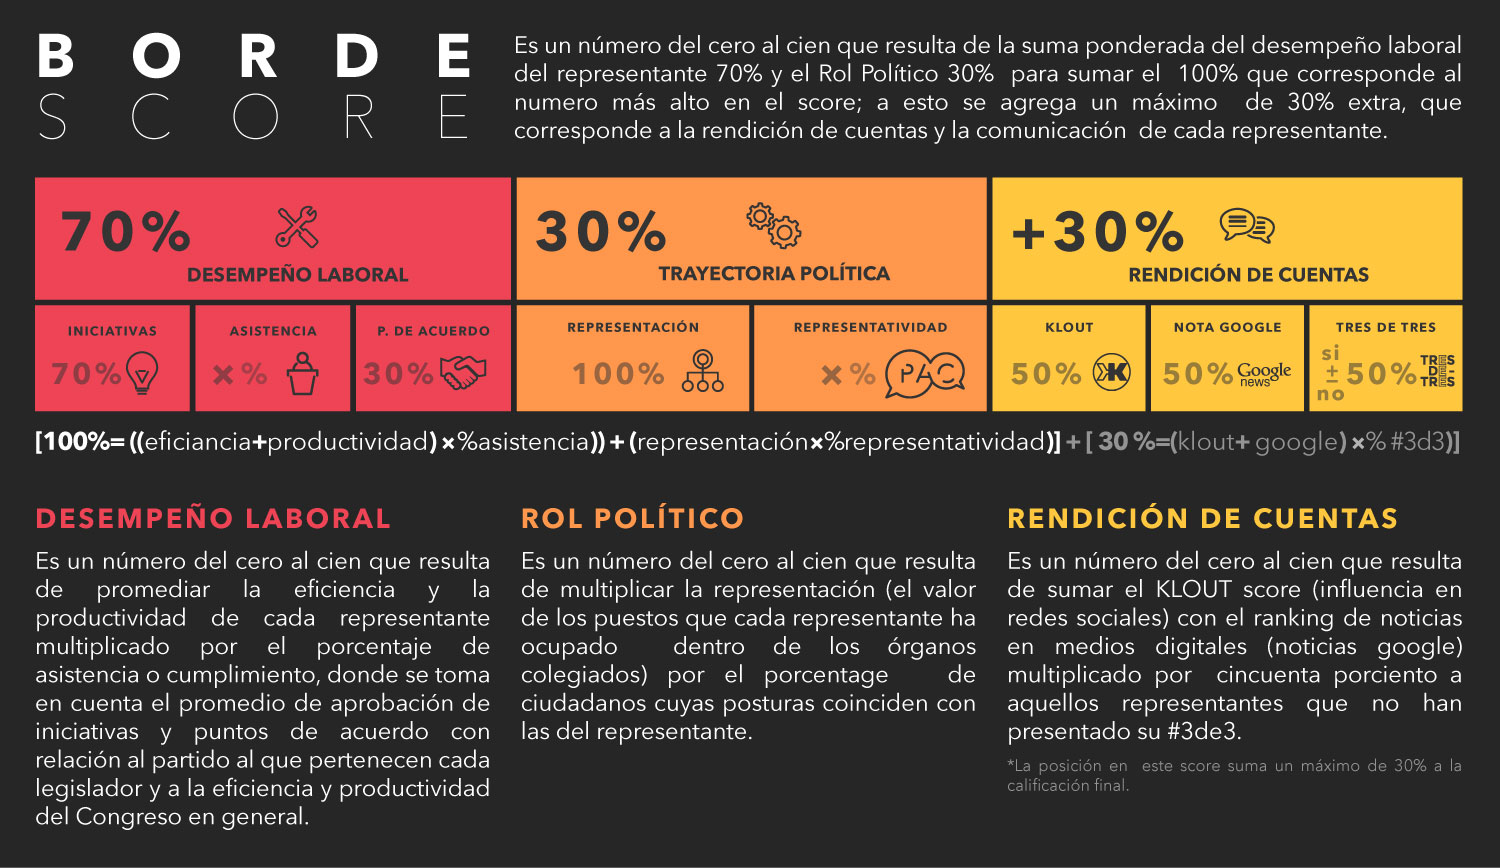 BORDE
SCORE
Es un número del cero al cien que resulta de la suma ponderada del desempeño laboral
del representante 70% y el Rol Político 30% para sumar el 100% que corresponde al
numero más alto en el score; a esto se agrega un máximo de 30% extra, que
corresponde a la rendición de cuentas y la comunicación de cada representante.
70%
DESEMPEÑO LABORAL
30%
TRAYECTORIA POLÍTICA
+30%
RENDICIÓN DE CUENTAS
INICIATIVAS
70%
ASISTENCIA
×%
P. DE ACUERDO
30%
REPRESENTACIÓN
100%
REPRESENTATIVIDAD
×%
PAC
KLOUT
50%
K
NOTA GOOGLE
50%
Google
news
TRES DE TRES
si
±
no
50%
TRES
DE
TRES
[100%= ((eficiancia+productividad) ×%asistencia)) + (representación×%representatividad)] + [ 30 %=(klout+ google) ×% #3d3)]
DESEMPEÑO LABORAL
Es un número del cero al cien que resulta
de promediar la eficiencia y la
productividad de cada representante
multiplicado por el porcentaje de
asistencia o cumplimiento, donde se toma
en cuenta el promedio de aprobación de
iniciativas y puntos de acuerdo con
relación al partido al que pertenecen cada
legislador y a la eficiencia y productividad
del Congreso en general.
ROL POLÍTICO
Es un número del cero al cien que resulta
de multiplicar la representación (el valor
de los puestos que cada representante ha
ocupado dentro de los órganos
colegiados) por el porcentage de
ciudadanos cuyas posturas coinciden con
las del representante.
RENDICIÓN DE CUENTAS
Es un número del cero al cien que resulta
de sumar el KLOUT score (influencia en
redes sociales) con el ranking de noticias
en medios digitales (noticias google)
multiplicado por cincuenta porciento a
aquellos representantes que no han
presentado su #3de3.
*La posición en este score suma un máximo de 30% a la
calificación final.